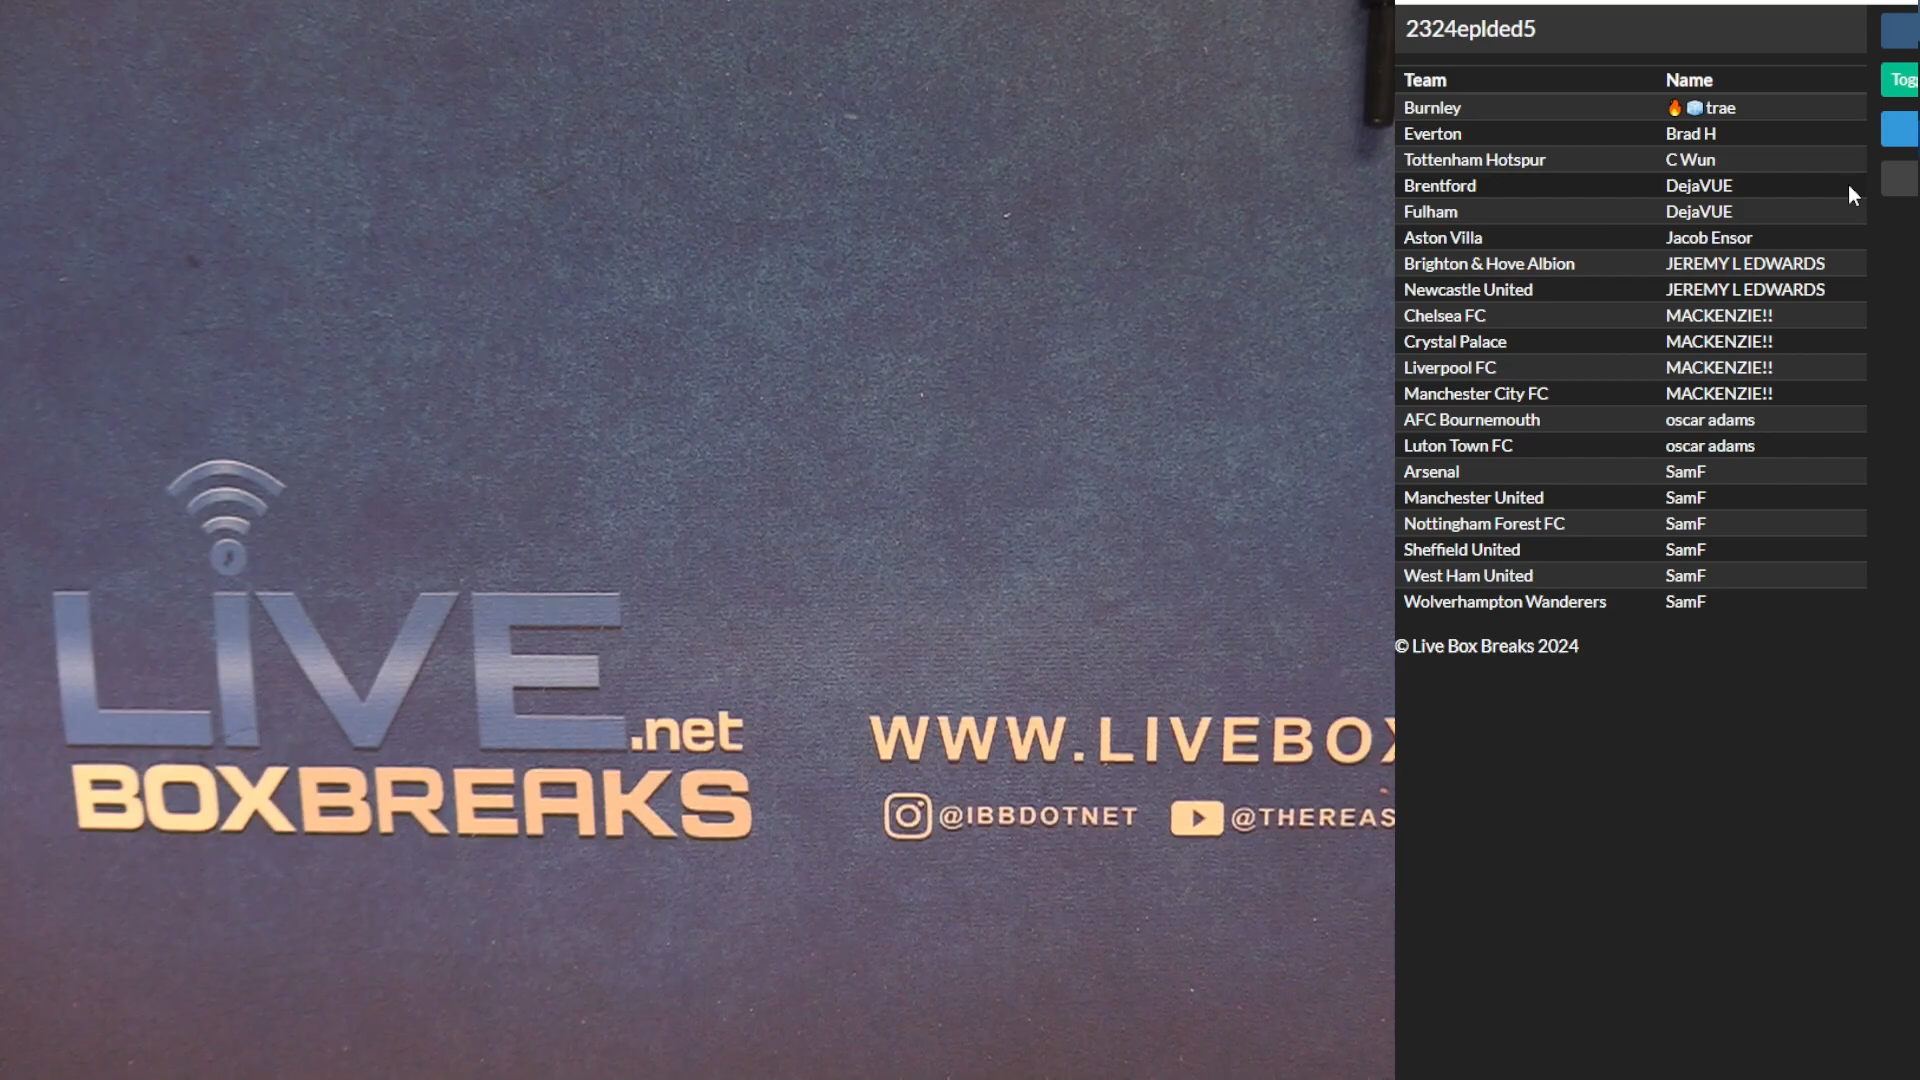 2324eplded5
Tog
Team Name
Burnley 🔥🧊trae
Everton Brad H
Tottenham Hotspur C Wun
Brentford DejaVUE
Fulham DejaVUE
Aston Villa Jacob Ensor
Brighton & Hove Albion JEREMY L EDWARDS
Newcastle United JEREMY L EDWARDS
Chelsea FC MACKENZIE!!
Crystal Palace MACKENZIE!!
Liverpool FC MACKENZIE!!
Manchester City FC MACKENZIE!!
AFC Bournemouth oscar adams
Luton Town FC oscar adams
Arsenal SamF
Manchester United SamF
Nottingham Forest FC SamF
Sheffield United SamF
West Ham United SamF
Wolverhampton Wanderers SamF
© Live Box Breaks 2024
LIVE.net
BOXBREAKS
WWW.LIVEBOX
@IBBDOTNET @THEREAS